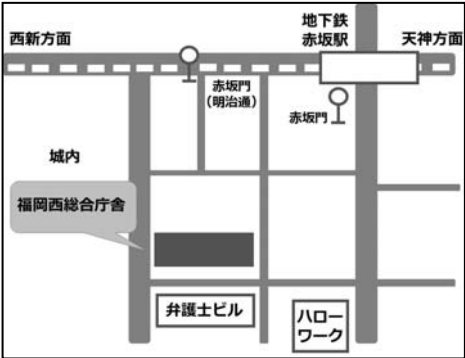 地下鉄
赤坂駅
西新方面
天神方面
赤坂門
(明治通)
赤坂門
城内
福岡西総合庁舎
弁護士ビル
ハロー
ワーク